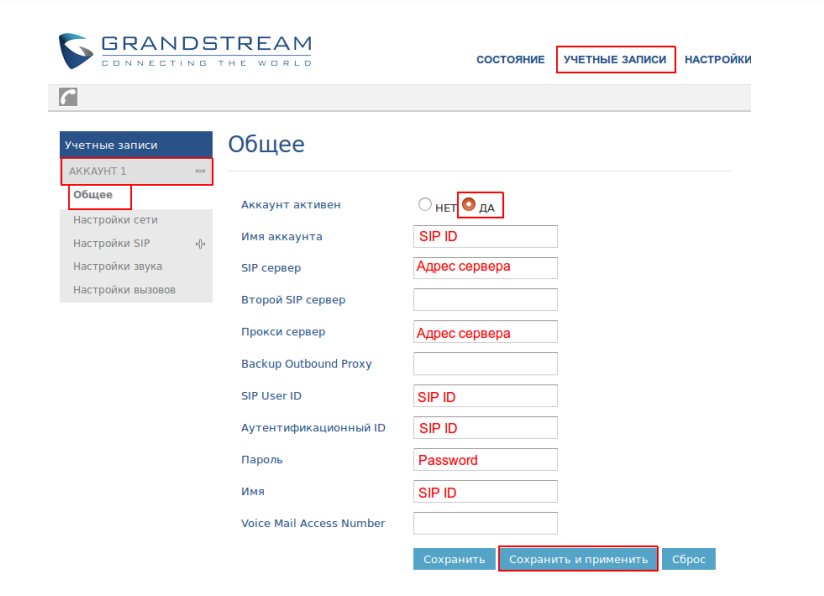 GRANDSTREAM
CONNECTING THE WORLD
СОСТОЯНИЕ УЧЕТНЫЕ ЗАПИСИ НАСТРОЙКИ
Учетные записи
АККАУНТ 1
Общее
Настройки сети
Настройки SIP
Настройки звука
Настройки вызовов
Общее
Аккаунт активен НЕТ ДА
Имя аккаунта SIP ID
SIP сервер Адрес сервера
Второй SIP сервер
Прокси сервер Адрес сервера
Backup Outbound Proxy
SIP User ID SIP ID
Аутентификационный ID SIP ID
Пароль Password
Имя SIP ID
Voice Mail Access Number
Сохранить Сохранить и применить Сброс